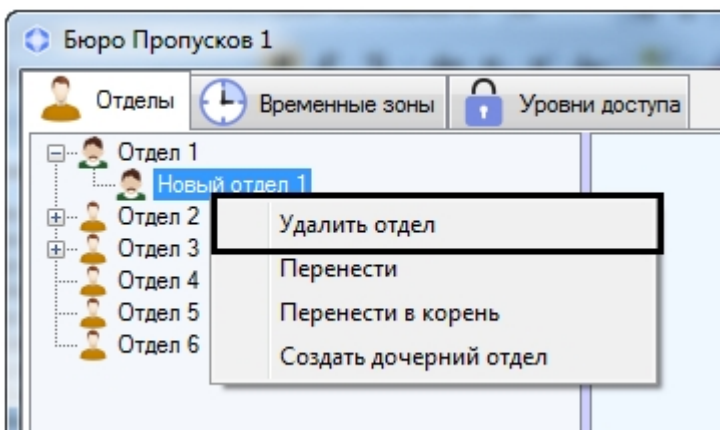 Бюро Пропусков 1
Отделы Временные зоны Уровни доступа
Отдел 1
Новый отдел 1
Отдел 2
Отдел 3
Отдел 4
Отдел 5
Отдел 6
Удалить отдел
Перенести
Перенести в корень
Создать дочерний отдел